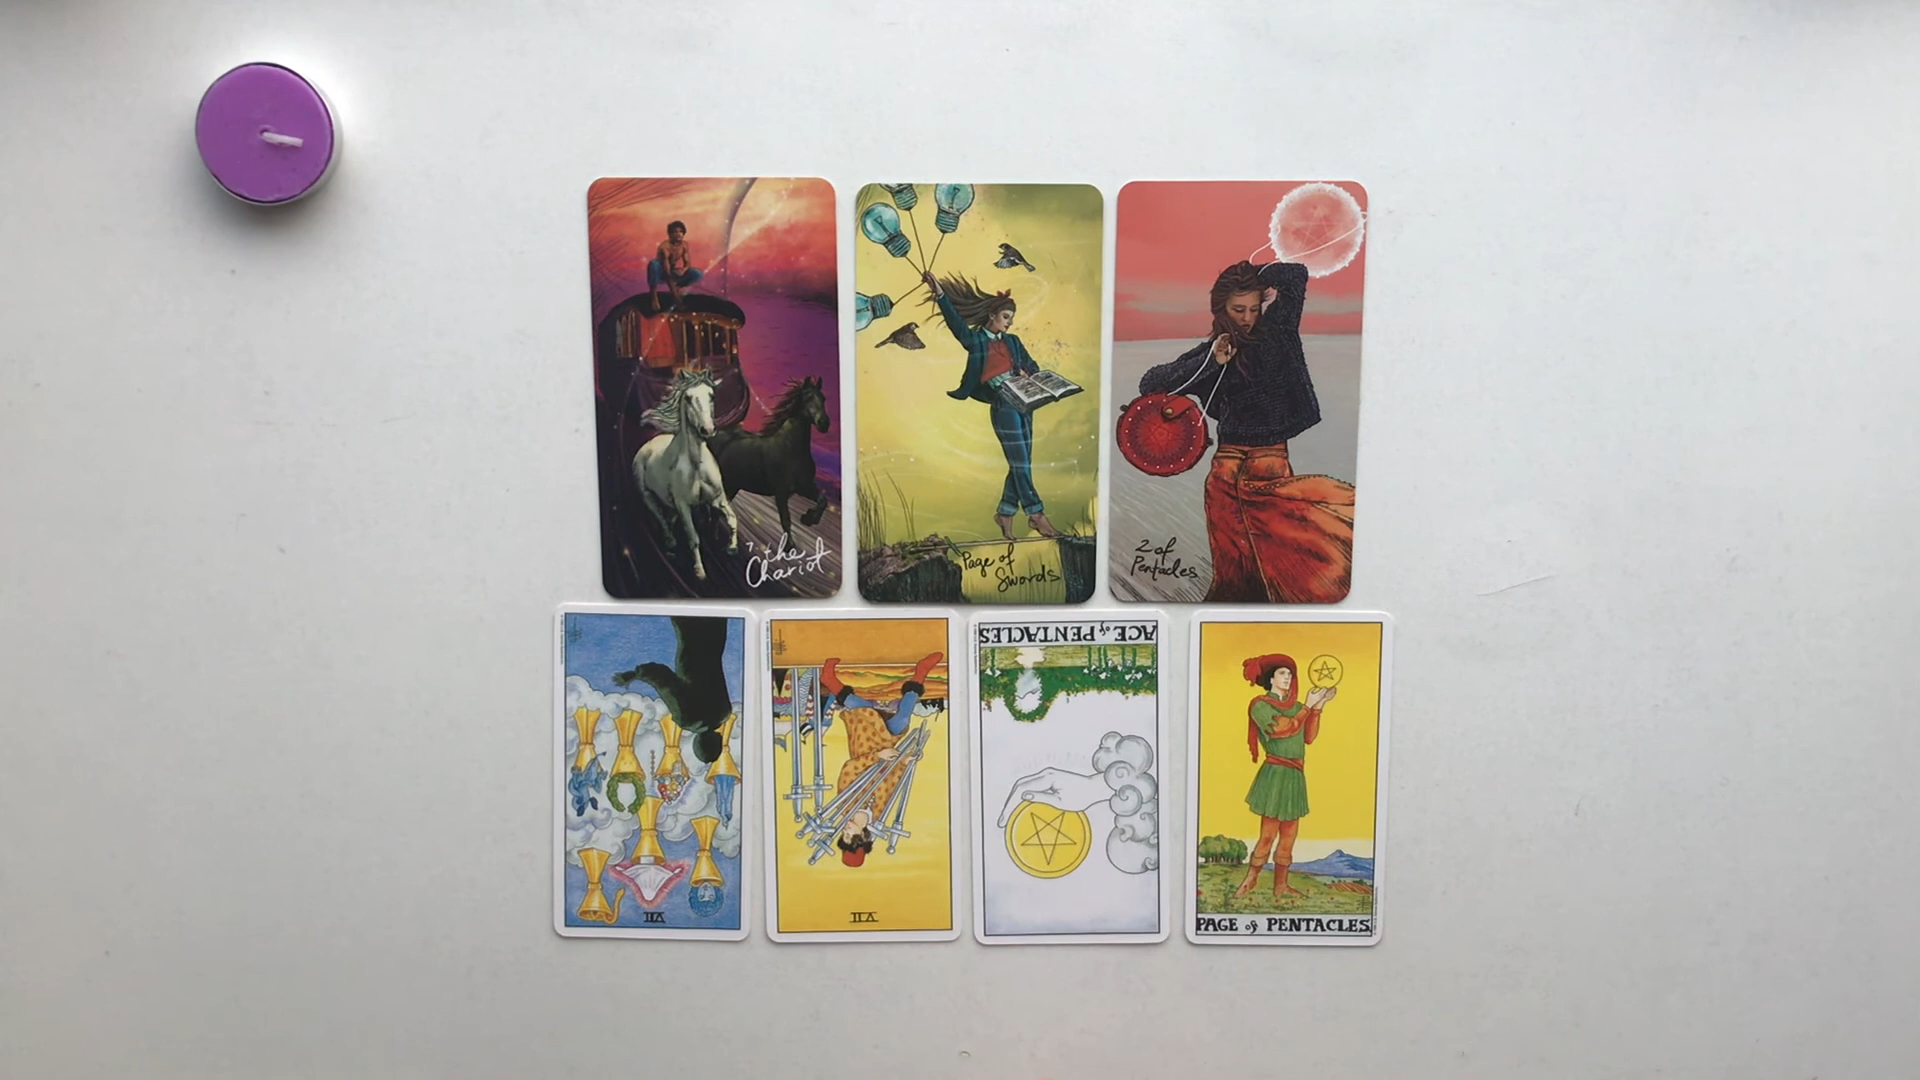 7. the
Chariot
Page of
Swords
2 of
Pentacles
VII
VII
ACE of PENTACLES
PAGE of PENTACLES